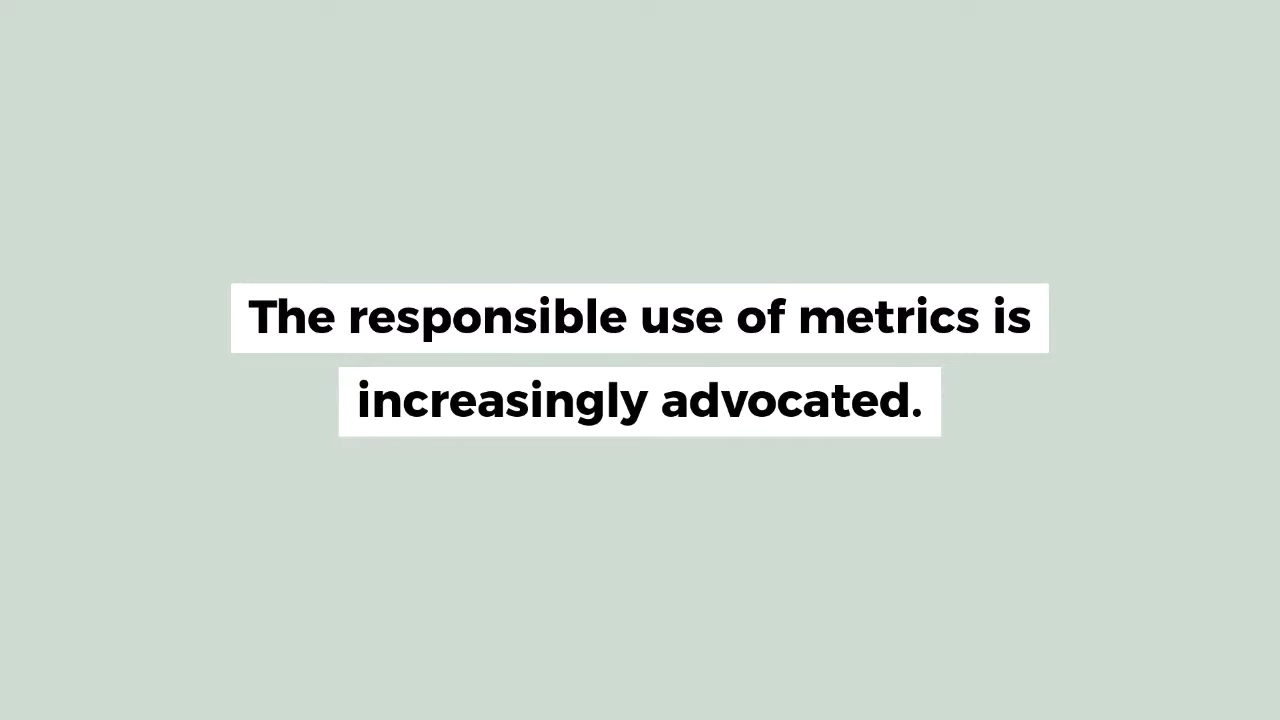 The responsible use of metrics is
increasingly advocated.